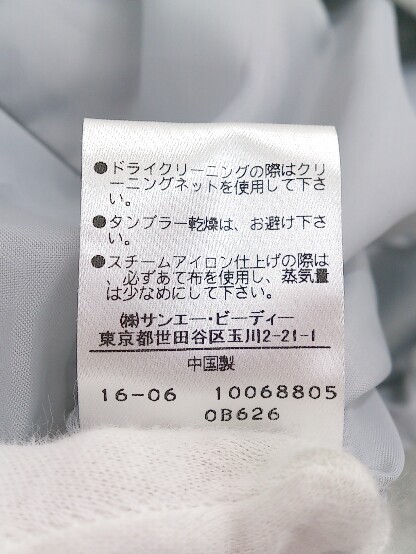 ●ドライクリーニングの際はクリ
ーニングネットを使用して下さ
い。
●タンブラー乾燥は、お避け下さ
い。
●スチームアイロン仕上げの際は
、必ずあて布を使用し、蒸気量
は少なめにして下さい。
㈱サンエー・ビーディー
東京都世田谷区玉川2-21-1
中国製
16-06 10068805
0B626